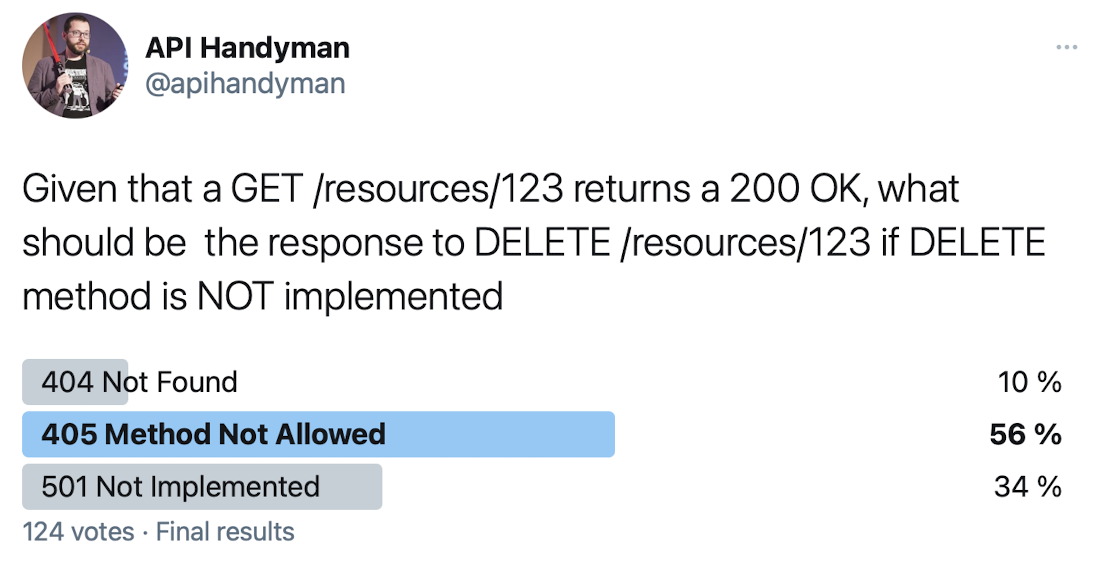 API Handyman
@apihandyman
Given that a GET /resources/123 returns a 200 OK, what
should be  the response to DELETE /resources/123 if DELETE
method is NOT implemented
404 Not Found 10 %
405 Method Not Allowed 56 %
501 Not Implemented 34 %
124 votes · Final results